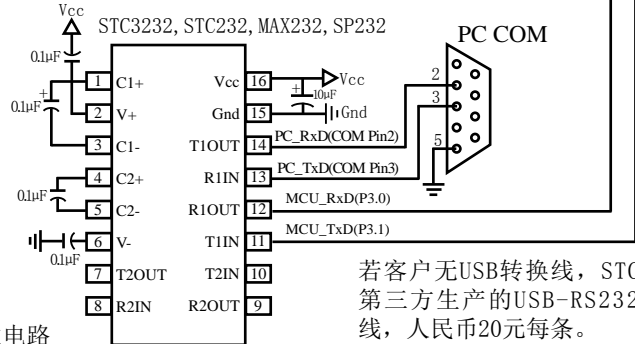 Vcc
STC3232, STC232, MAX232, SP232
PC COM
0.1μF
0.1μF
0.1μF
0.1μF
1 C1+
2 V+
3 C1-
4 C2+
5 C2-
6 V-
7 T2OUT
8 R2IN
Vcc 16
Gnd 15
T1OUT 14
R1IN 13
R1OUT 12
T1IN 11
T2IN 10
R2OUT 9
+
+
Vcc
10μF
Gnd
PC_RxD(COM Pin2)
PC_TxD(COM Pin3)
MCU_RxD(P3.0)
MCU_TxD(P3.1)
2
3
5
若客户无USB转换线，STC
第三方生产的USB-RS232
线，人民币20元每条。
电路